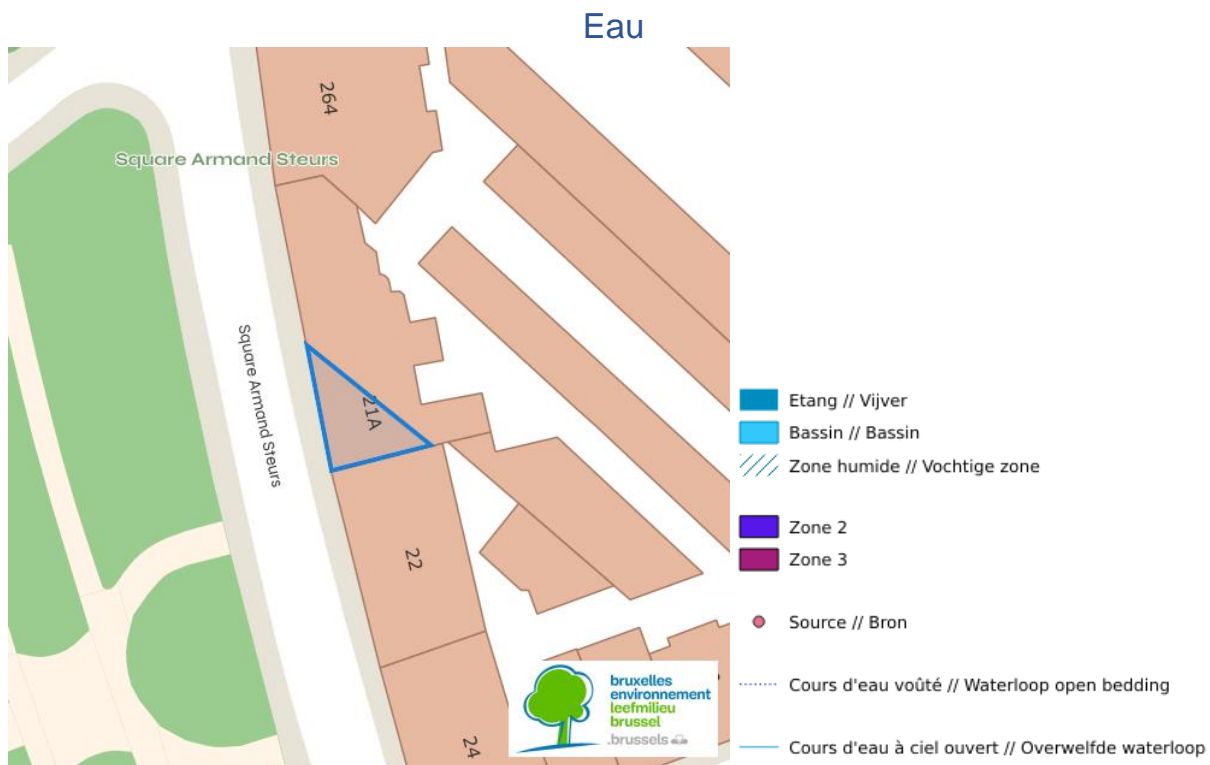 Eau
264
Square Armand Steurs
Square Armand Steurs
21A
22
24
bruxelles
environnement
leefmilieu
brussel
.brussels
Etang // Vijver
Bassin // Bassin
Zone humide // Vochtige zone
Zone 2
Zone 3
Source // Bron
Cours d'eau voûté // Waterloop open bedding
Cours d'eau à ciel ouvert // Overwelfde waterloop